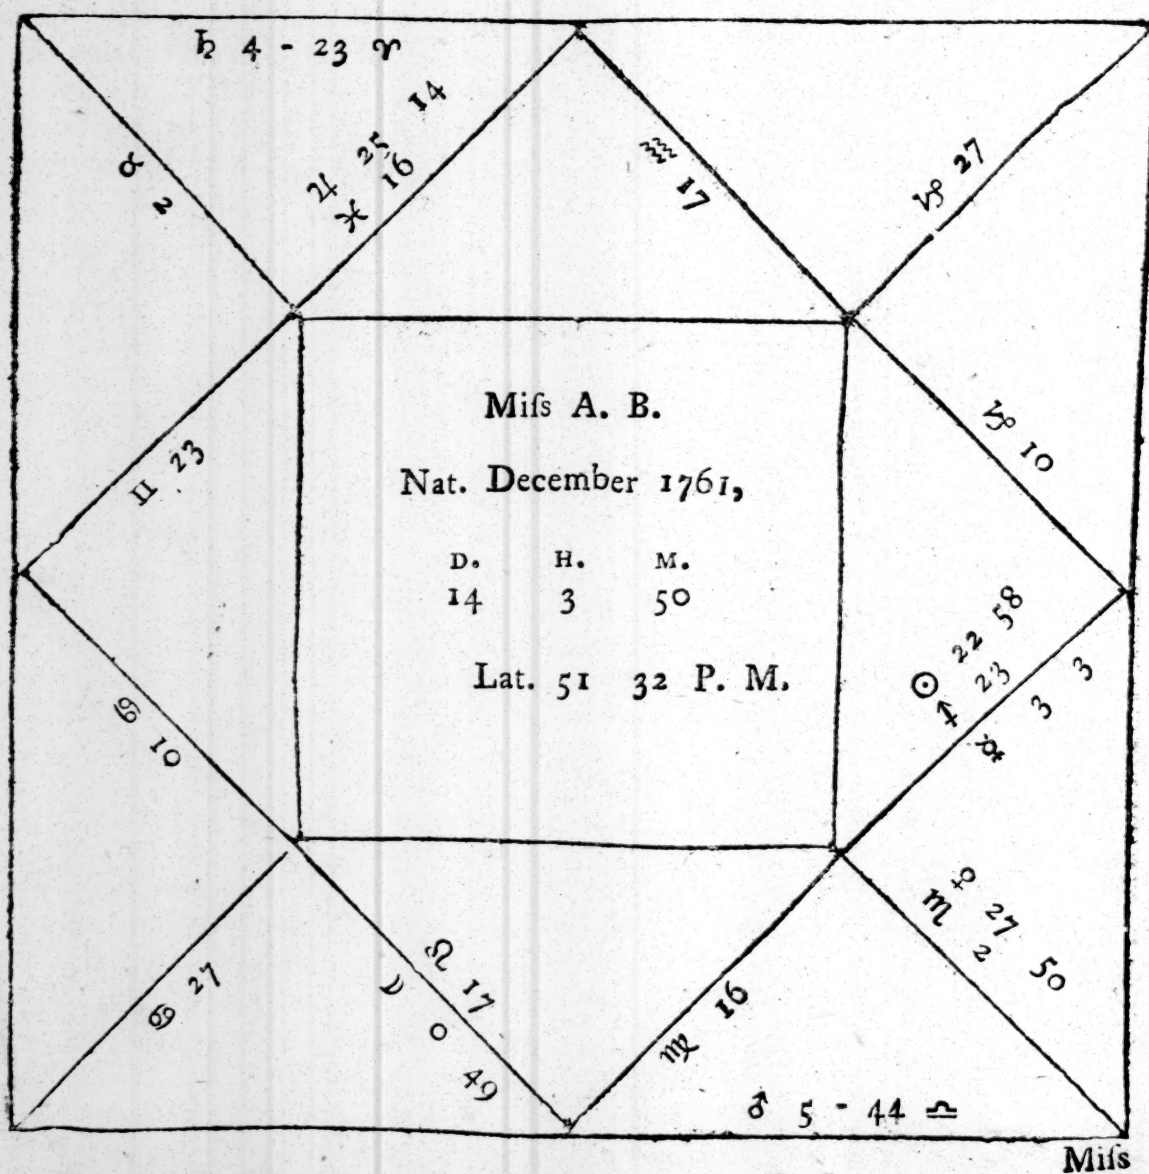 ♄ 4 - 23 ♈
♃ 25 14
♓ 16
♉ 2
♒ 17
♑ 27
♊ 23
♑ 10
Miſs A. B.
Nat. December 1761,
D. H. M.
14 3 50
Lat. 51 32 P. M.
☉ 22 58
♐ 23
☿ 3 3
♋ 10
♀ 27 50
♏ 2
♋ 27
♌ 17
☽ 0 49
♍ 16
♂ 5 - 44 ♎
Miſs